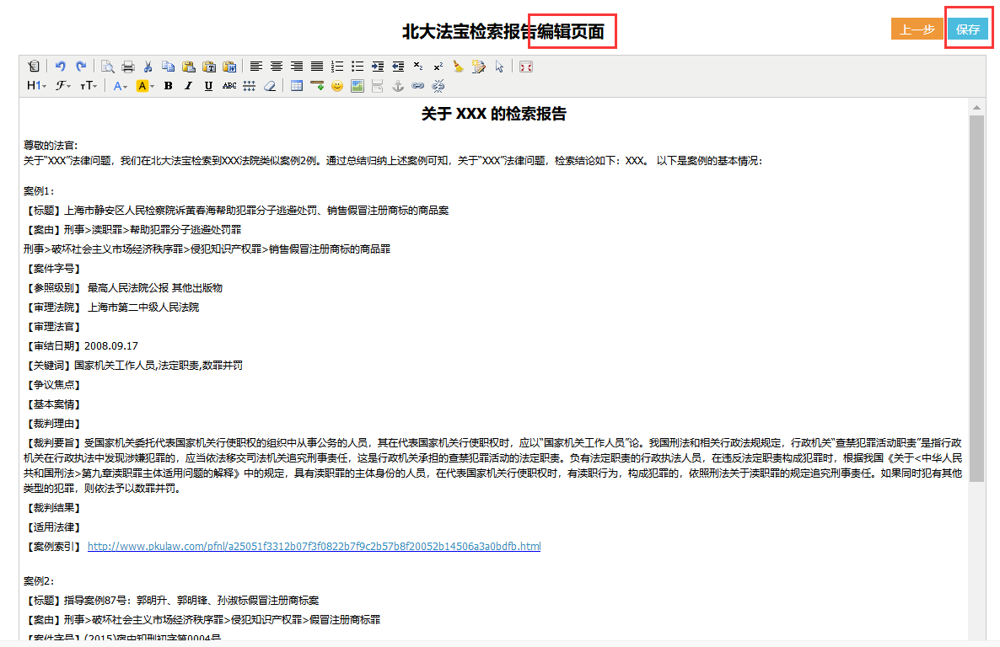 北大法宝检索报告编辑页面
上一步
保存
H1
F
тT
A
A
B
I
U
ABC
关于 XXX 的检索报告
尊敬的法官:
关于“XXX”法律问题，我们在北大法宝检索到XXX法院类似案例2例。通过总结归纳上述案例可知，关于“XXX”法律问题，检索结论如下：XXX。 以下是案例的基本情况：
案例1：
【标题】上海市静安区人民检察院诉黄春海帮助犯罪分子逃避处罚、销售假冒注册商标的商品案
【案由】刑事>渎职罪>帮助犯罪分子逃避处罚罪
刑事>破坏社会主义市场经济秩序罪>侵犯知识产权罪>销售假冒注册商标的商品罪
【案件字号】
【参照级别】 最高人民法院公报 其他出版物
【审理法院】 上海市第二中级人民法院
【审理法官】
【审结日期】2008.09.17
【关键词】国家机关工作人员,法定职责,数罪并罚
【争议焦点】
【基本案情】
【裁判理由】
【裁判要旨】受国家机关委托代表国家机关行使职权的组织中从事公务的人员，其在代表国家机关行使职权时，应以“国家机关工作人员”论。我国刑法和相关行政法规规定，行政机关“查禁犯罪活动职责”是指行政
机关在行政执法中发现涉嫌犯罪的，应当依法移交司法机关追究刑事责任，这是行政机关承担的查禁犯罪活动的法定职责。负有法定职责的行政执法人员，在违反法定职责构成犯罪时，根据我国《关于<中华人民
共和国刑法>第九章渎职罪主体适用问题的解释》中的规定，具有渎职罪的主体身份的人员，在代表国家机关行使职权时，有渎职行为，构成犯罪的，依照刑法关于渎职罪的规定追究刑事责任。如果同时犯有其他
类型的犯罪，则依法予以数罪并罚。
【裁判结果】
【适用法律】
【案例索引】 http://www.pkulaw.com/pfnl/a25051f3312b07f3f0822b7f9c2b57b8f20052b14506a3a0bdfb.html
案例2：
【标题】指导案例87号：郭明升、郭明锋、孙淑标假冒注册商标案
【案由】刑事>破坏社会主义市场经济秩序罪>侵犯知识产权罪>假冒注册商标罪
【案件字号】(2015)宿中知刑初字第0004号